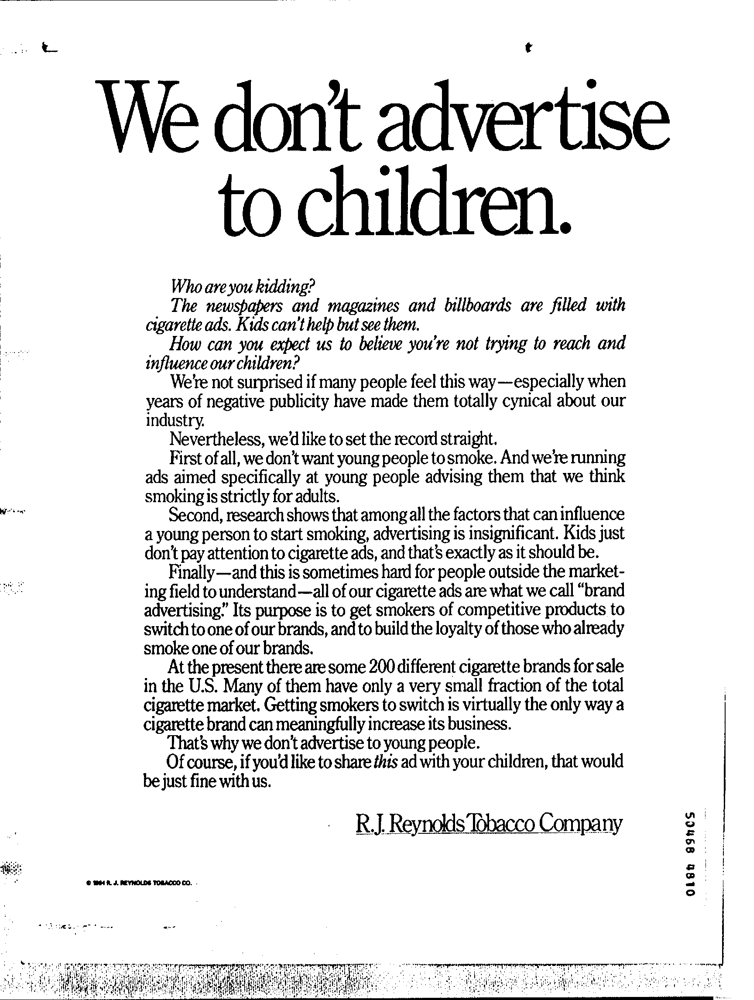 We don't advertise
to children.
Who are you kidding?
The newspapers and magazines and billboards are filled with
cigarette ads. Kids can't help but see them.
How can you expect us to believe you're not trying to reach and
influence our children?
We're not surprised if many people feel this way—especially when
years of negative publicity have made them totally cynical about our
industry.
Nevertheless, we'd like to set the record straight.
First of all, we don't want young people to smoke. And we're running
ads aimed specifically at young people advising them that we think
smoking is strictly for adults.
Second, research shows that among all the factors that can influence
a young person to start smoking, advertising is insignificant. Kids just
don't pay attention to cigarette ads, and that's exactly as it should be.
Finally—and this is sometimes hard for people outside the market-
ing field to understand—all of our cigarette ads are what we call "brand
advertising." Its purpose is to get smokers of competitive products to
switch to one of our brands, and to build the loyalty of those who already
smoke one of our brands.
At the present there are some 200 different cigarette brands for sale
in the U.S. Many of them have only a very small fraction of the total
cigarette market. Getting smokers to switch is virtually the only way a
cigarette brand can meaningfully increase its business.
That's why we don't advertise to young people.
Of course, if you'd like to share this ad with your children, that would
be just fine with us.
R.J. Reynolds Tobacco Company
© 1984 R. J. REYNOLDS TOBACCO CO.
50468 4810